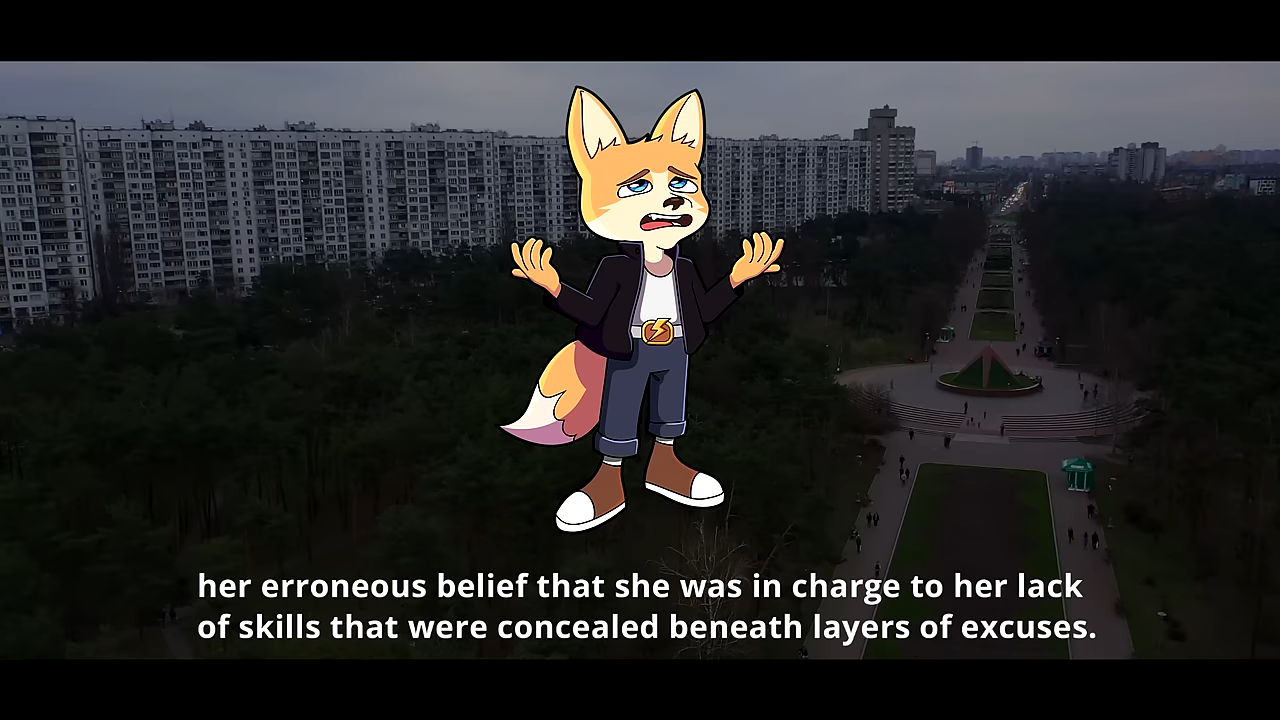 her erroneous belief that she was in charge to her lack
of skills that were concealed beneath layers of excuses.